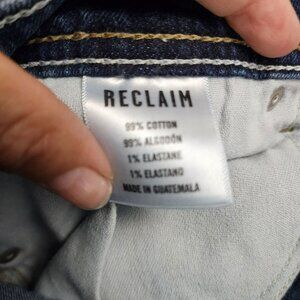 RECLAIM
99% COTTON
99% ALGODÓN
1% ELASTANE
1% ELASTANO
MADE IN GUATEMALA